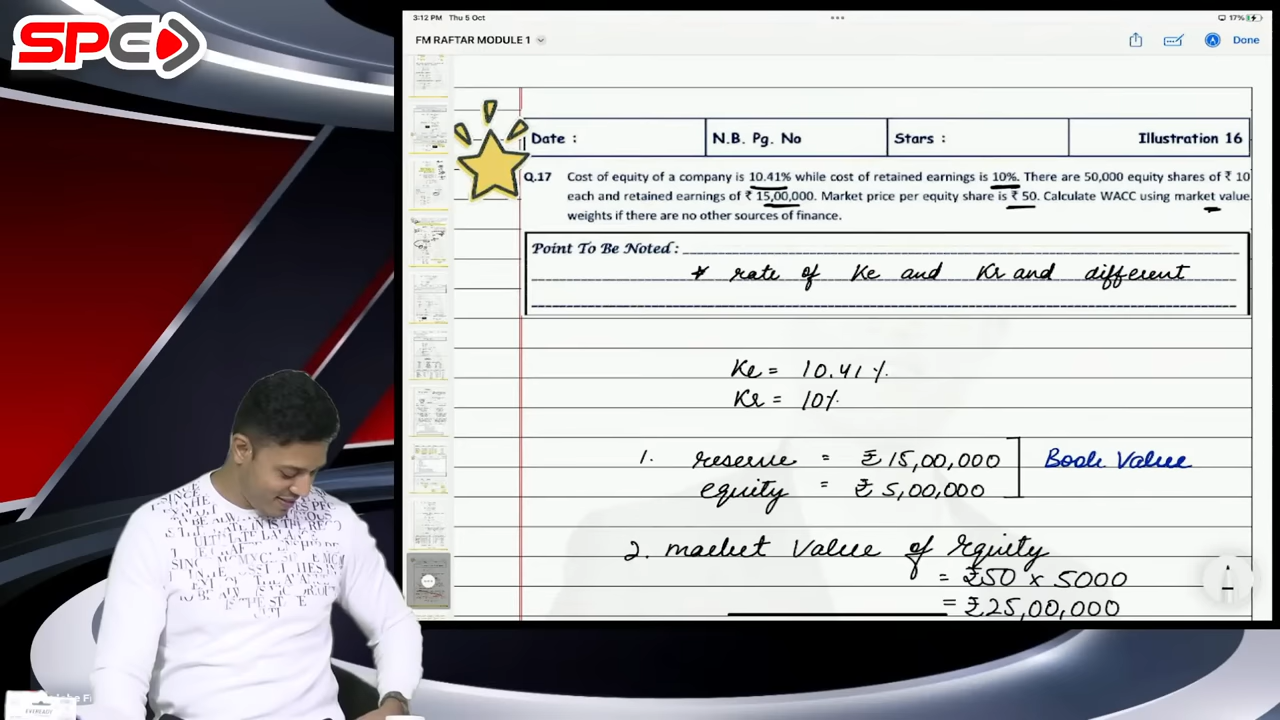 SPE
3:12 PM Thu 5 Oct
17%
FM RAFTAR MODULE 1
Done
Date :
N.B. Pg. No
Stars :
Illustration 16
Q.17 Cost of equity of a company is 10.41% while cost of retained earnings is 10%. There are 50,000 equity shares of ₹ 10
each and retained earnings of ₹ 15,00,000. Market price per equity share is ₹ 50. Calculate WACC using market value
weights if there are no other sources of finance.
Point To Be Noted :
* rate of Ke and Kr and different
Ke = 10.41 %
Kr = 10%
1. reserve = ₹ 15,00,000
equity = ₹ 5,00,000
Book Value
2. market Value of Equity
= ₹50 x 5000
= ₹25,00,000
SINCE
EVEREADY